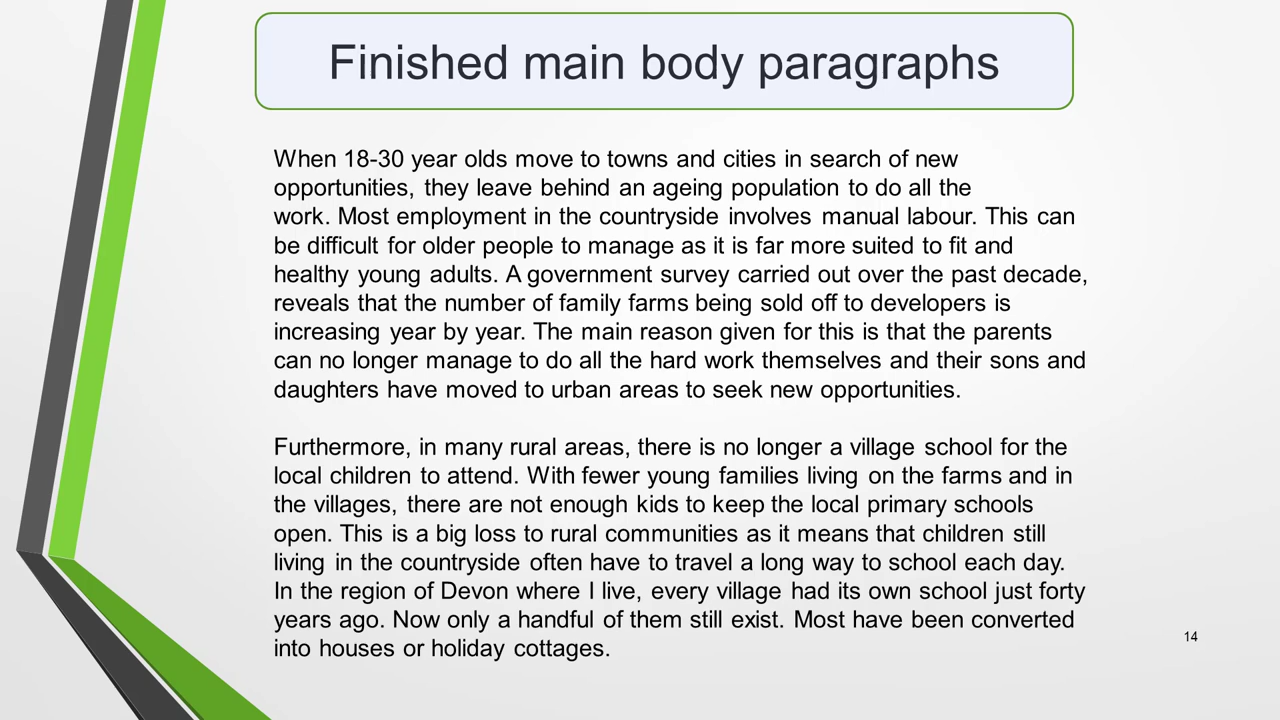 Finished main body paragraphs
When 18-30 year olds move to towns and cities in search of new
opportunities, they leave behind an ageing population to do all the
work. Most employment in the countryside involves manual labour. This can
be difficult for older people to manage as it is far more suited to fit and
healthy young adults. A government survey carried out over the past decade,
reveals that the number of family farms being sold off to developers is
increasing year by year. The main reason given for this is that the parents
can no longer manage to do all the hard work themselves and their sons and
daughters have moved to urban areas to seek new opportunities.
Furthermore, in many rural areas, there is no longer a village school for the
local children to attend. With fewer young families living on the farms and in
the villages, there are not enough kids to keep the local primary schools
open. This is a big loss to rural communities as it means that children still
living in the countryside often have to travel a long way to school each day.
In the region of Devon where I live, every village had its own school just forty
years ago. Now only a handful of them still exist. Most have been converted
into houses or holiday cottages.
14